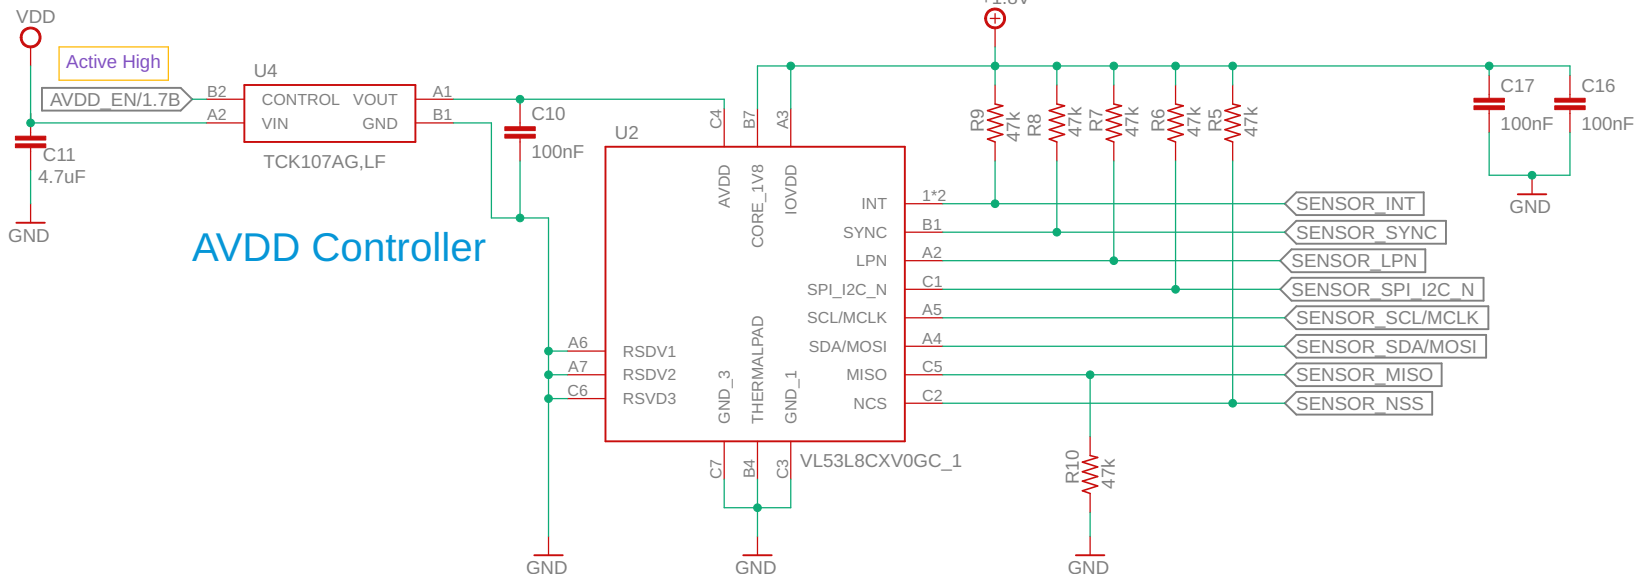 VDD
+1.8V
Active High
U4
AVDD_EN/1.7B
B2
CONTROL
VOUT
A1
A2
VIN
GND
B1
TCK107AG,LF
C11
4.7uF
GND
C10
100nF
AVDD Controller
U2
C4
B7
A3
AVDD
CORE_1V8
IOVDD
R9
47k
R8
47k
R7
47k
R6
47k
R5
47k
C17
100nF
C16
100nF
GND
INT
1*2
SENSOR_INT
SYNC
B1
SENSOR_SYNC
LPN
A2
SENSOR_LPN
SPI_I2C_N
C1
SENSOR_SPI_I2C_N
SCL/MCLK
A5
SENSOR_SCL/MCLK
SDA/MOSI
A4
SENSOR_SDA/MOSI
MISO
C5
SENSOR_MISO
NCS
C2
SENSOR_NSS
A6
RSDV1
A7
RSDV2
C6
RSVD3
GND_3
THERMALPAD
GND_1
C7
B4
C3
VL53L8CXV0GC_1
R10
47k
GND
GND
GND